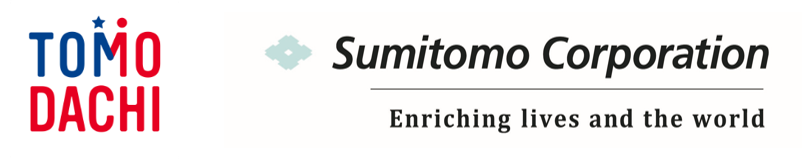 TOMO
DACHI
Sumitomo Corporation
Enriching lives and the world